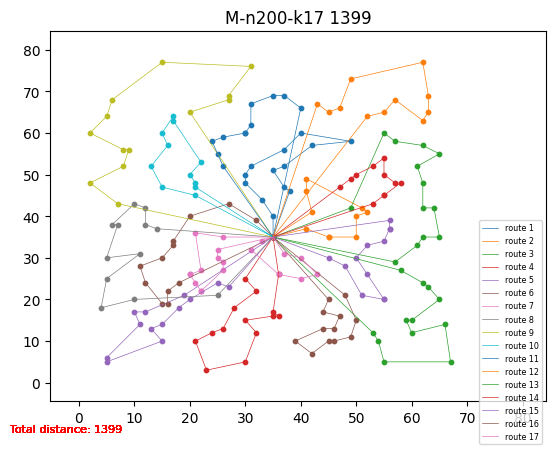 M-n200-k17 1399
80
70
60
50
40
30
20
10
0
0
10
20
30
40
50
60
70
80
route 1
route 2
route 3
route 4
route 5
route 6
route 7
route 8
route 9
route 10
route 11
route 12
route 13
route 14
route 15
route 16
route 17
Total distance: 1399